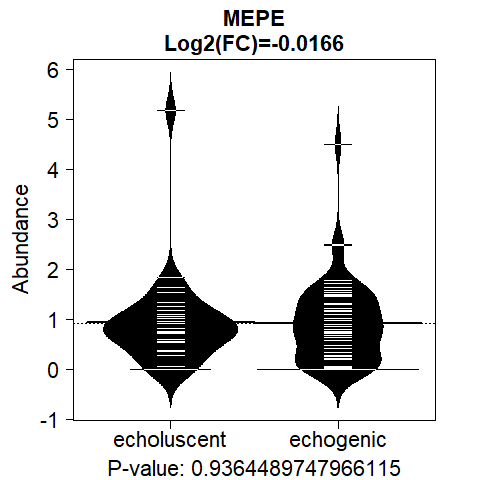 MEPE
Log2(FC)=-0.0166
Abundance
6
5
4
3
2
1
0
-1
echoluscent echogenic
P-value: 0.9364489747966115